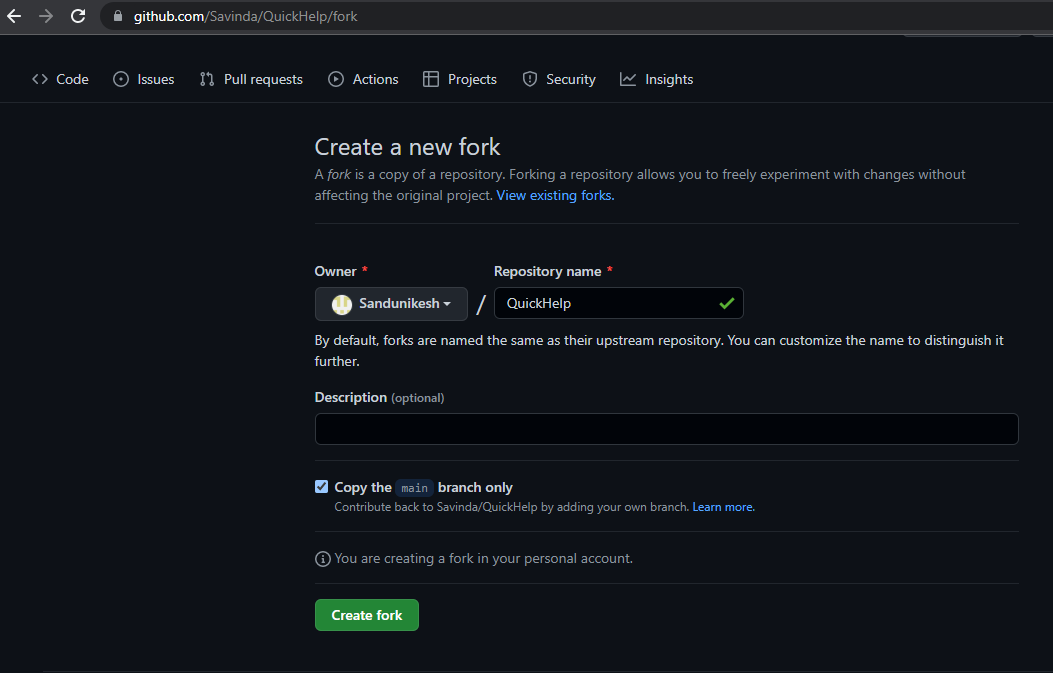 github.com/Savinda/QuickHelp/fork
Code Issues Pull requests Actions Projects Security Insights
Create a new fork
A fork is a copy of a repository. Forking a repository allows you to freely experiment with changes without
affecting the original project. View existing forks.
Owner * Repository name *
Sandunikesh / QuickHelp
By default, forks are named the same as their upstream repository. You can customize the name to distinguish it
further.
Description (optional)
Copy the main branch only
Contribute back to Savinda/QuickHelp by adding your own branch. Learn more.
You are creating a fork in your personal account.
Create fork